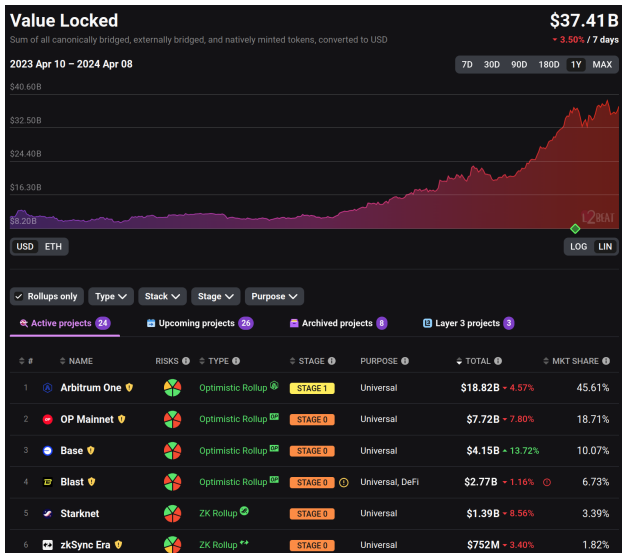 Value Locked
$37.41B
Sum of all canonically bridged, externally bridged, and natively minted tokens, converted to USD
3.50% / 7 days
2023 Apr 10 – 2024 Apr 08
7D 30D 90D 180D 1Y MAX
$40.60B
$32.50B
$24.40B
$16.30B
$8.20B
L2BEAT
USD ETH
LOG LIN
Rollups only Type Stack Stage Purpose
Active projects 24 Upcoming projects 26 Archived projects 8 Layer 3 projects 3
# NAME RISKS TYPE STAGE PURPOSE TOTAL MKT SHARE
1 Arbitrum One Optimistic Rollup STAGE 1 Universal $18.82B 4.57% 45.61%
2 OP Mainnet Optimistic Rollup OP STAGE 0 Universal $7.72B 7.80% 18.71%
3 Base Optimistic Rollup OP STAGE 0 Universal $4.15B 13.72% 10.07%
4 Blast Optimistic Rollup OP STAGE 0 Universal, DeFi $2.77B 1.16% 6.73%
5 Starknet ZK Rollup STAGE 0 Universal $1.39B 8.56% 3.39%
6 zkSync Era ZK Rollup STAGE 0 Universal $752M 3.40% 1.82%